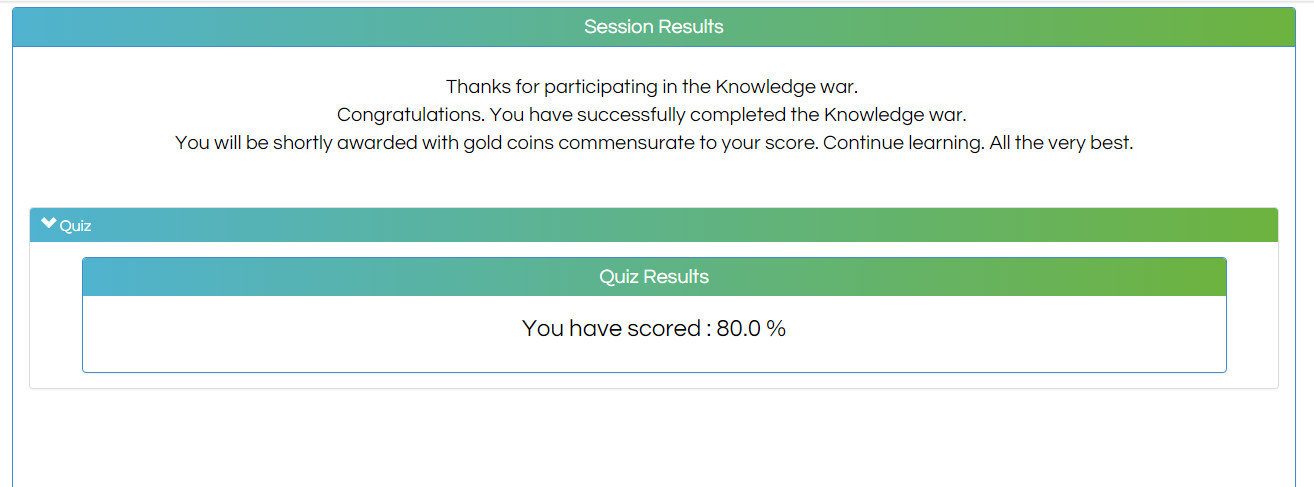 Session Results
Thanks for participating in the Knowledge war.
Congratulations. You have successfully completed the Knowledge war.
You will be shortly awarded with gold coins commensurate to your score. Continue learning. All the very best.
Quiz
Quiz Results
You have scored : 80.0 %